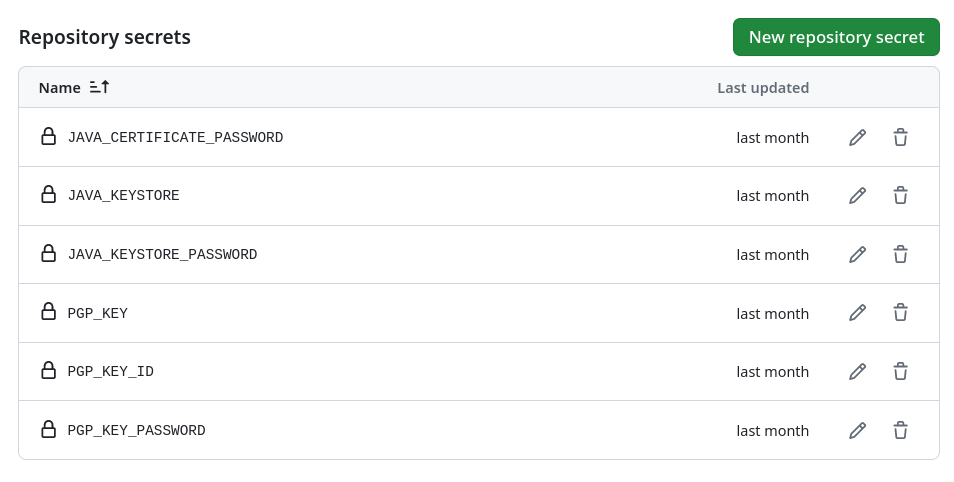 Repository secrets
New repository secret
Name Last updated
JAVA_CERTIFICATE_PASSWORD last month
JAVA_KEYSTORE last month
JAVA_KEYSTORE_PASSWORD last month
PGP_KEY last month
PGP_KEY_ID last month
PGP_KEY_PASSWORD last month